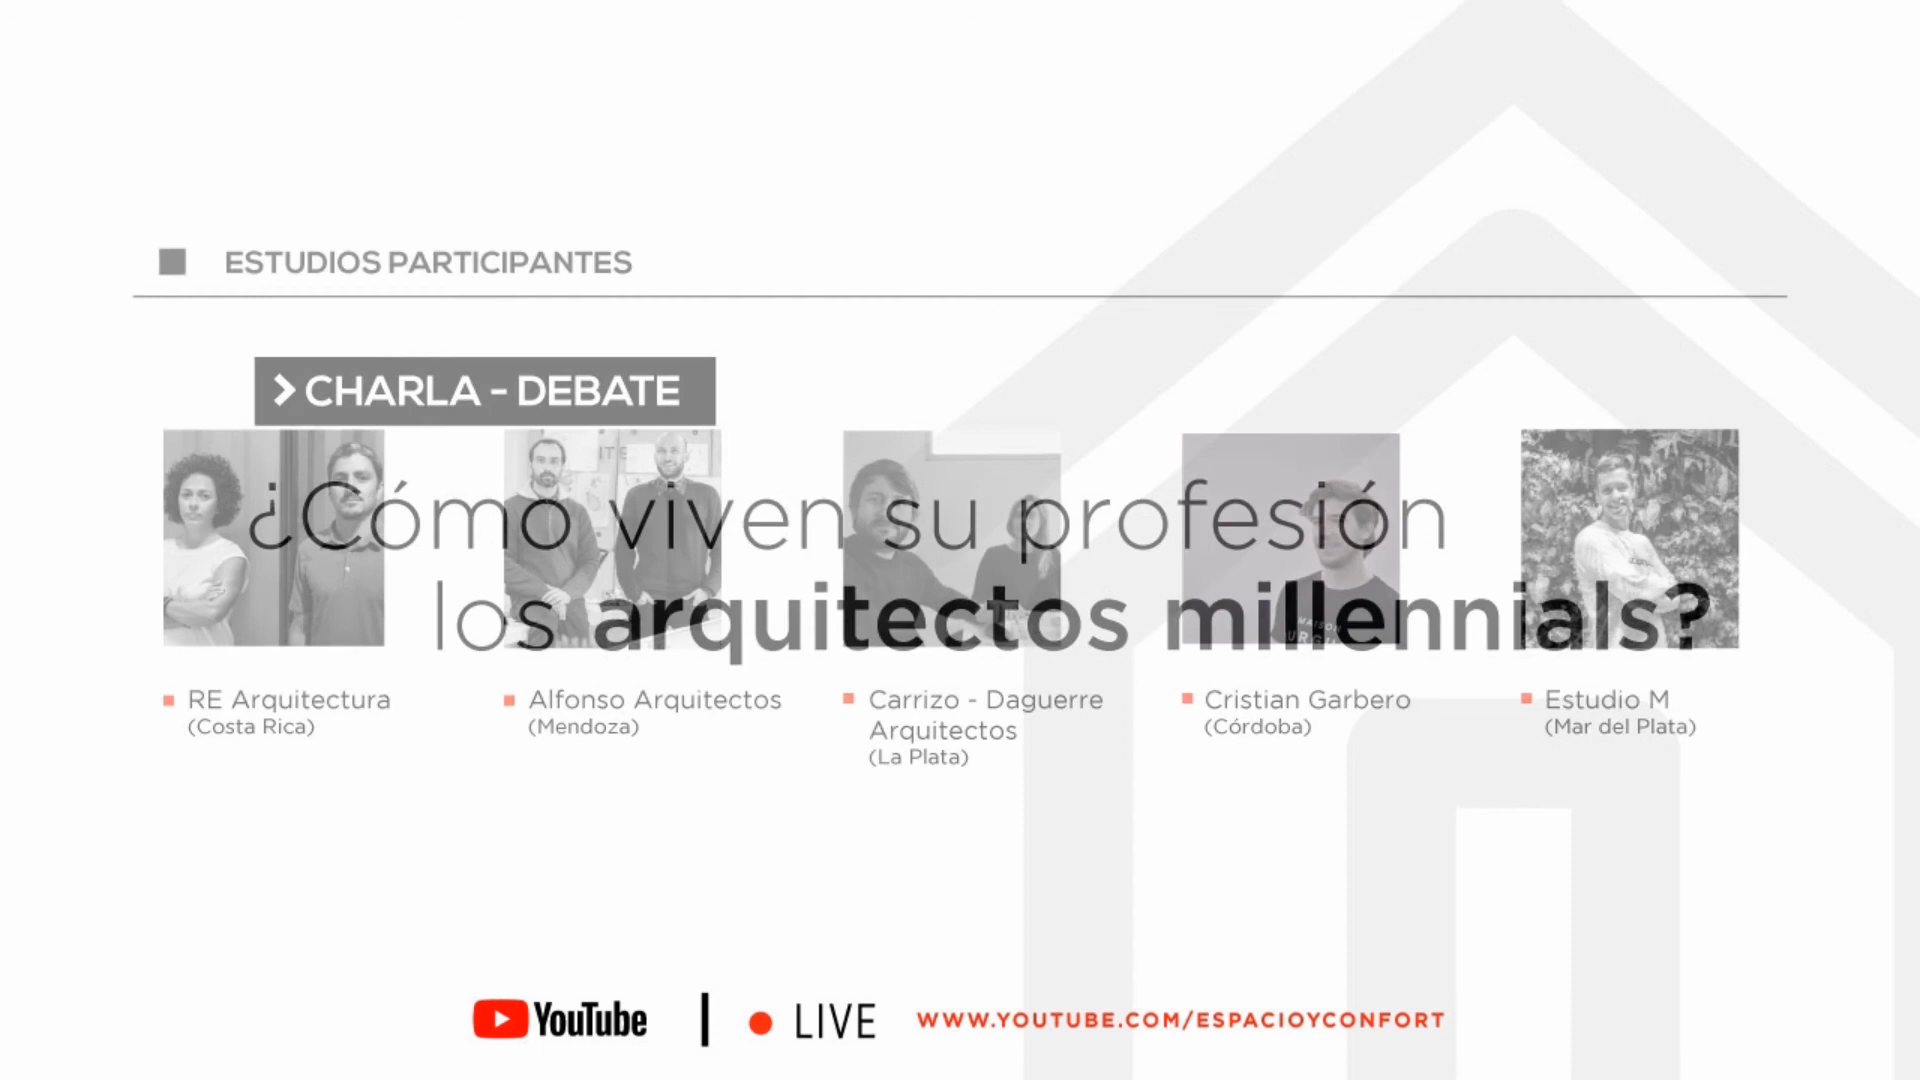 ESTUDIOS PARTICIPANTES
CHARLA - DEBATE
¿Cómo viven su profesión
los arquitectos millennials?
RE Arquitectura
(Costa Rica)
Alfonso Arquitectos
(Mendoza)
Carrizo - Daguerre
Arquitectos
(La Plata)
Cristian Garbero
(Córdoba)
Estudio M
(Mar del Plata)
YouTube | LIVE WWW.YOUTUBE.COM/ESPACIOYCONFORT